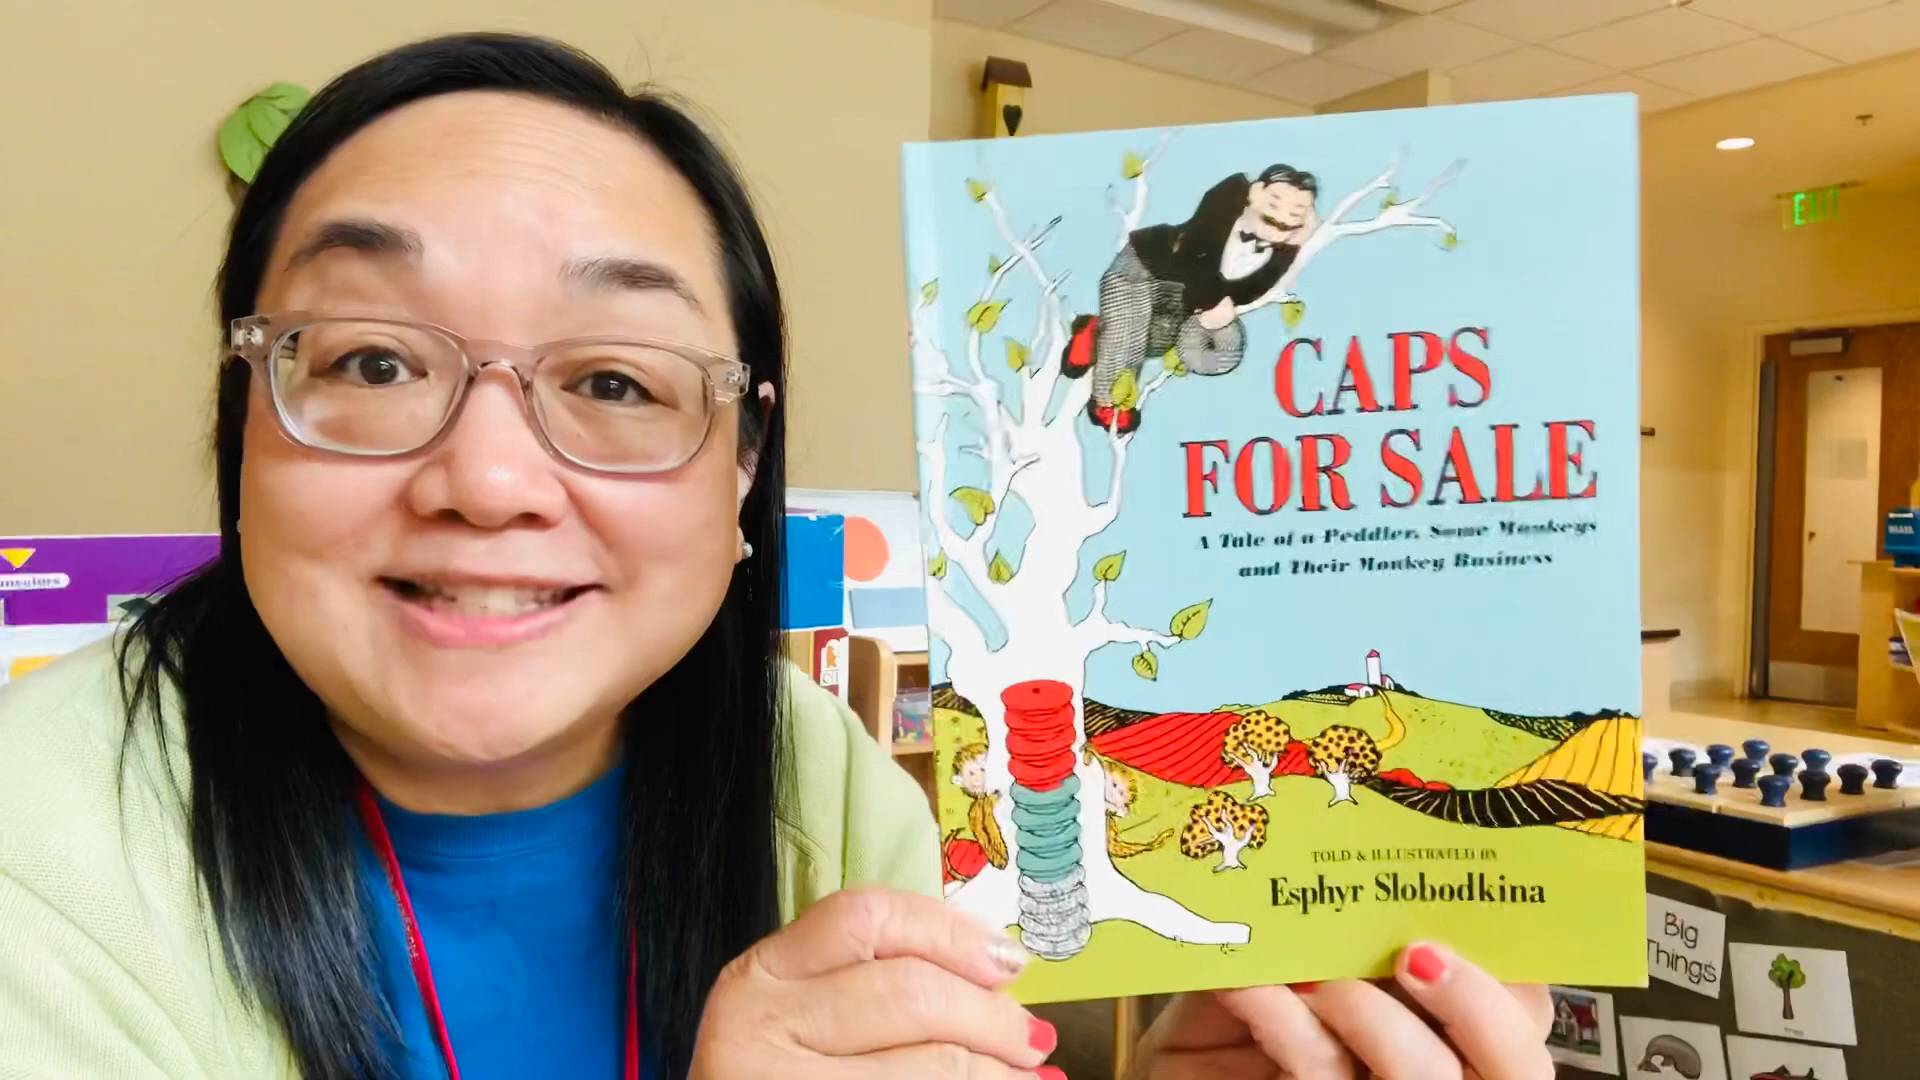 CAPS
FOR SALE
A Tale of a Peddler, Some Monkeys
and Their Monkey Business
TOLD & ILLUSTRATED BY
Esphyr Slobodkina
EXIT
MAIL
Big
Things